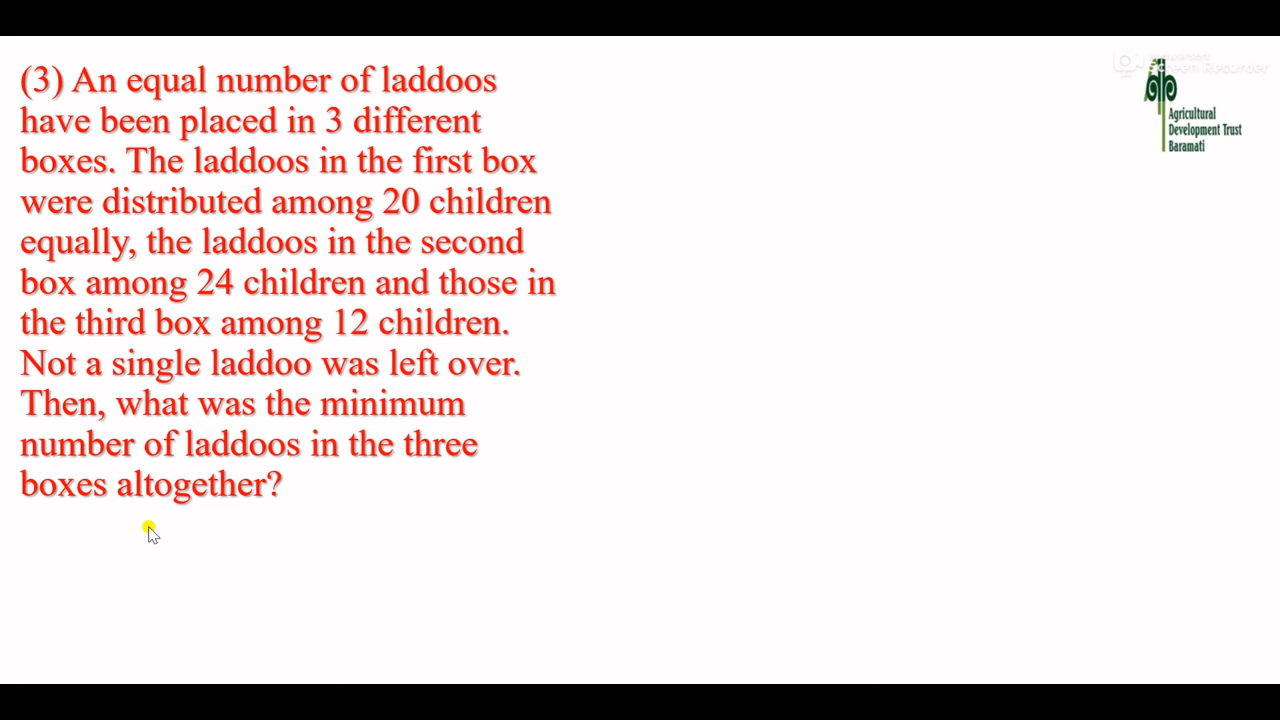 (3) An equal number of laddoos
have been placed in 3 different
boxes. The laddoos in the first box
were distributed among 20 children
equally, the laddoos in the second
box among 24 children and those in
the third box among 12 children.
Not a single laddoo was left over.
Then, what was the minimum
number of laddoos in the three
boxes altogether?
Screen Recorder
Agricultural
Development Trust
Baramati